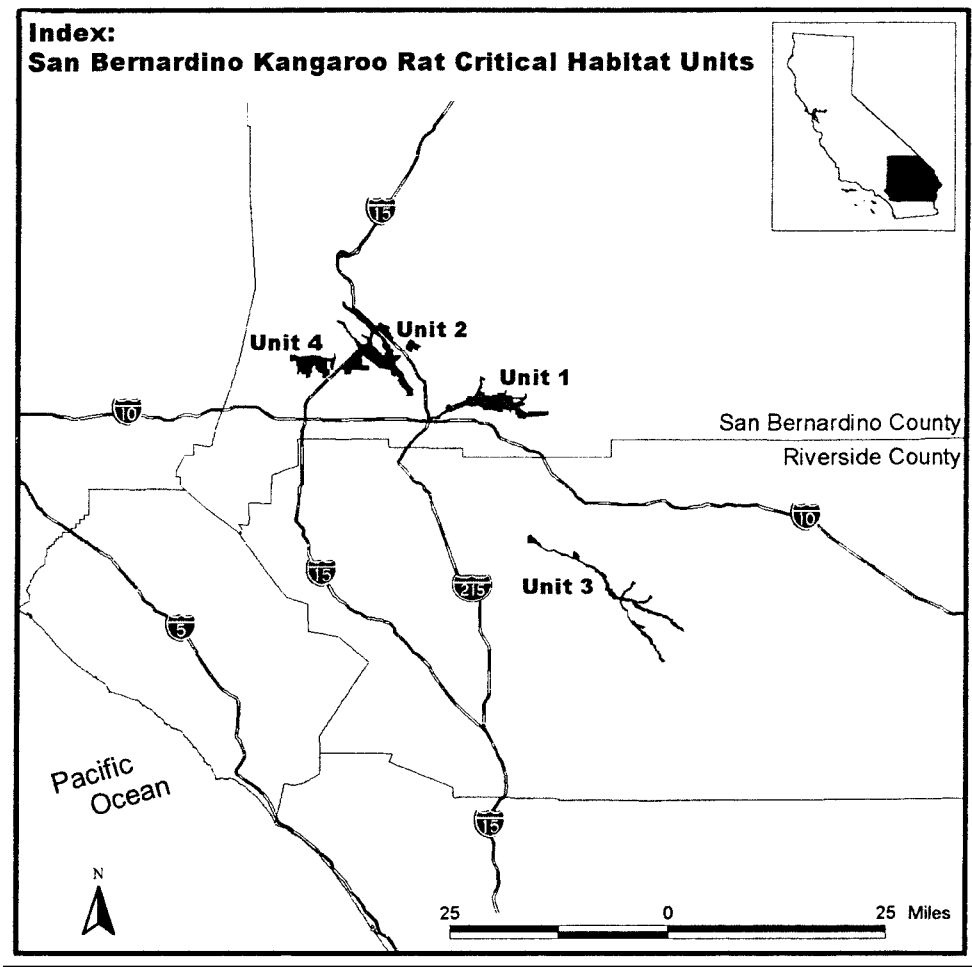 Index:
San Bernardino Kangaroo Rat Critical Habitat Units
15
Unit 2
Unit 4
Unit 1
10
San Bernardino County
Riverside County
10
15
Unit 3
215
5
Pacific
Ocean
15
N
25 0 25 Miles